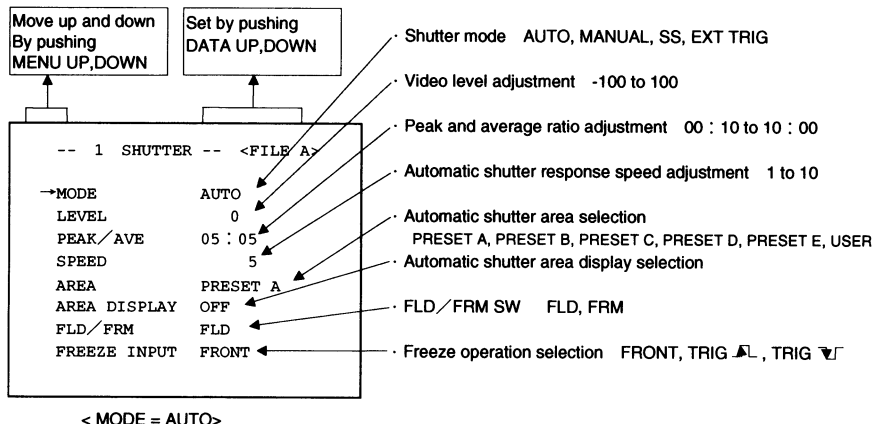 Move up and down
By pushing
MENU UP,DOWN
Set by pushing
DATA UP,DOWN
· Shutter mode AUTO, MANUAL, SS, EXT TRIG
· Video level adjustment -100 to 100
· Peak and average ratio adjustment 00 : 10 to 10 : 00
· Automatic shutter response speed adjustment 1 to 10
· Automatic shutter area selection
PRESET A, PRESET B, PRESET C, PRESET D, PRESET E, USER
· Automatic shutter area display selection
· FLD/FRM SW FLD, FRM
· Freeze operation selection FRONT, TRIG , TRIG
-- 1 SHUTTER -- <FILE A>
→MODE AUTO
LEVEL 0
PEAK/AVE 05:05
SPEED 5
AREA PRESET A
AREA DISPLAY OFF
FLD/FRM FLD
FREEZE INPUT FRONT
< MODE = AUTO>